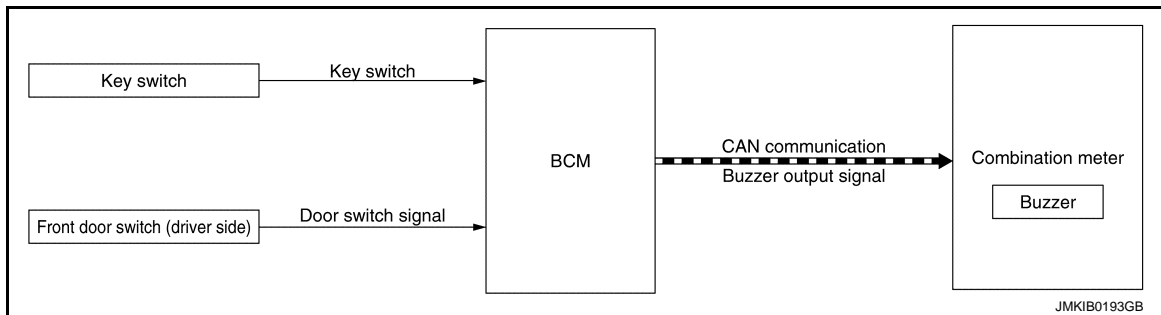 Key switch
Key switch
BCM
CAN communication
Buzzer output signal
Combination meter
Buzzer
Front door switch (driver side)
Door switch signal
JMKIB0193GB